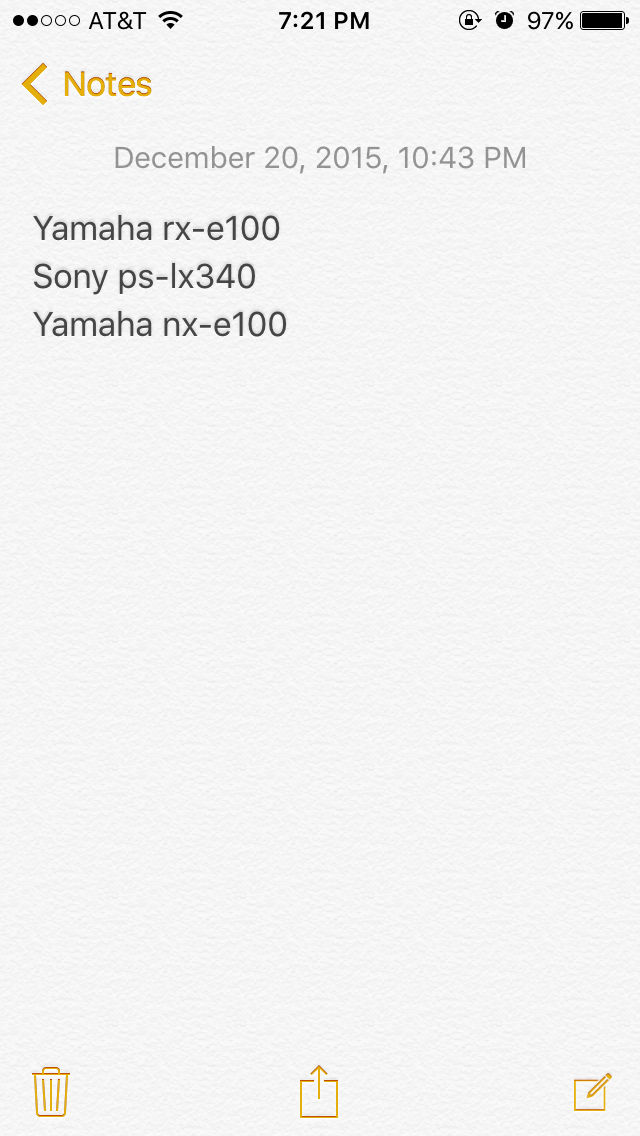 AT&T 7:21 PM 97%
Notes
December 20, 2015, 10:43 PM
Yamaha rx-e100
Sony ps-lx340
Yamaha nx-e100